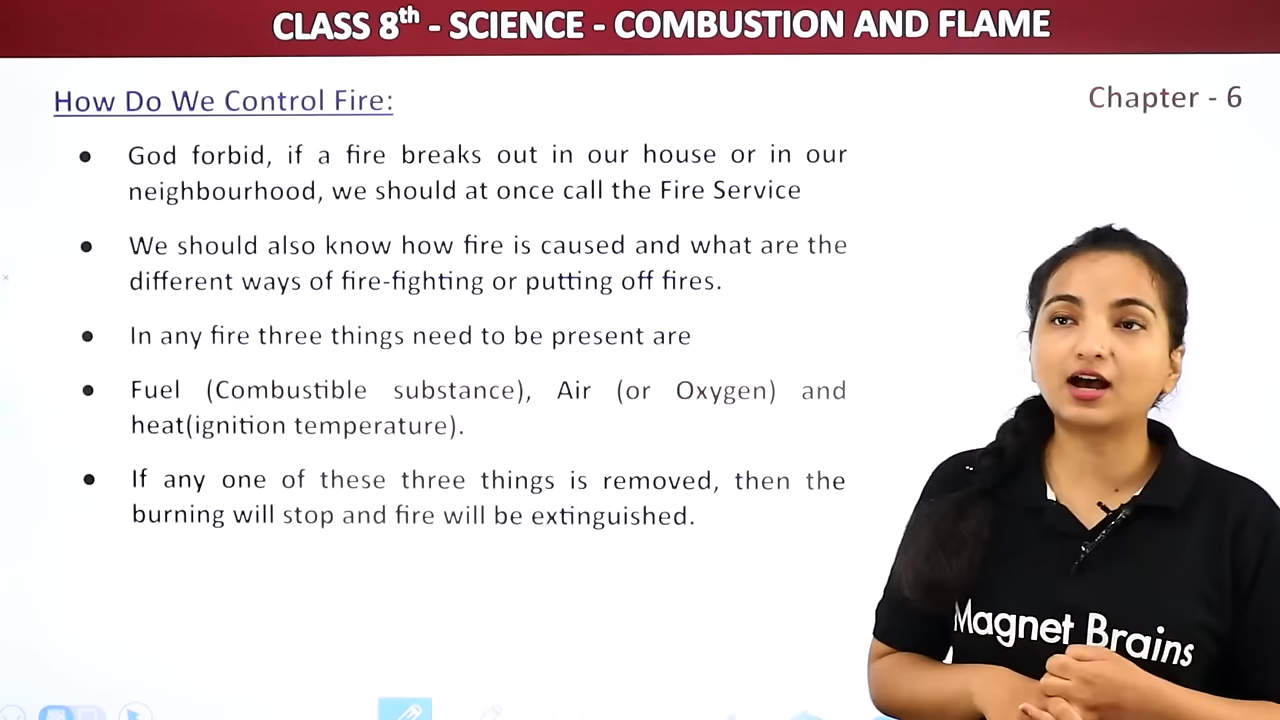 CLASS 8th - SCIENCE - COMBUSTION AND FLAME
How Do We Control Fire:
Chapter - 6
● God forbid, if a fire breaks out in our house or in our
neighbourhood, we should at once call the Fire Service
● We should also know how fire is caused and what are the
different ways of fire-fighting or putting off fires.
● In any fire three things need to be present are
● Fuel (Combustible substance), Air (or Oxygen) and
heat(ignition temperature).
● If any one of these three things is removed, then the
burning will stop and fire will be extinguished.
Magnet Brains